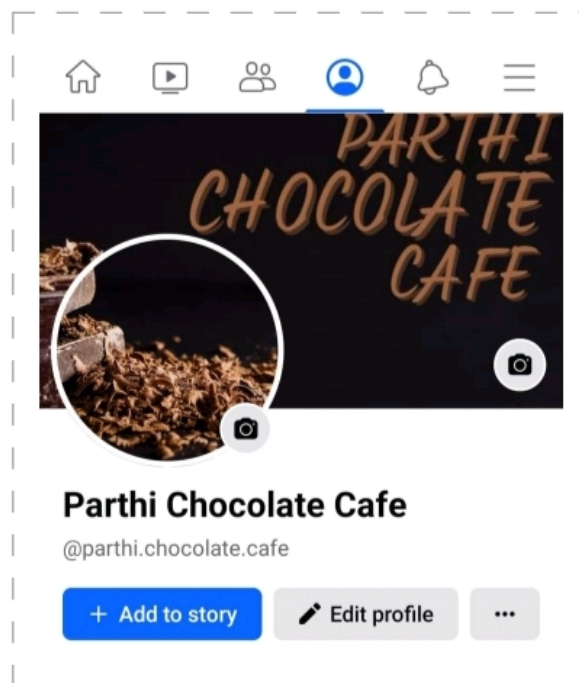 PARTHI
CHOCOLATE
CAFE
Parthi Chocolate Cafe
@parthi.chocolate.cafe
+ Add to story
Edit profile
...